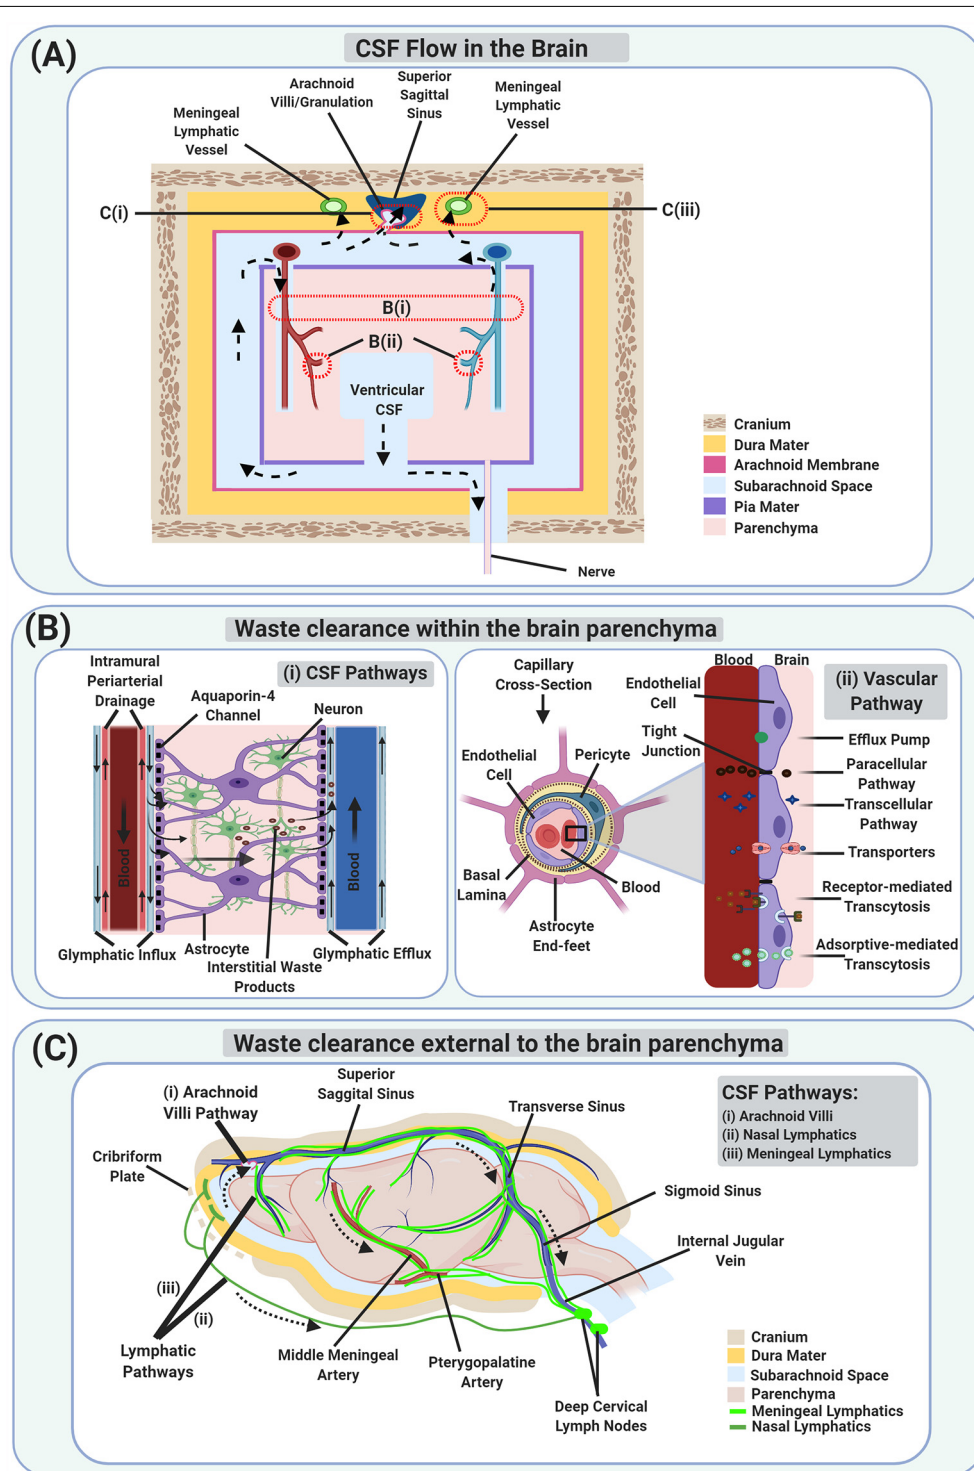 (A)
CSF Flow in the Brain
Arachnoid
Villi/Granulation
Superior
Sagittal
Sinus
Meningeal
Lymphatic
Vessel
Meningeal
Lymphatic
Vessel
C(i)
C(iii)
B(i)
B(ii)
Ventricular
CSF
Cranium
Dura Mater
Arachnoid Membrane
Subarachnoid Space
Pia Mater
Parenchyma
Nerve
(B)
Waste clearance within the brain parenchyma
Intramural
Periarterial
Drainage
(i) CSF Pathways
Aquaporin-4
Channel
Neuron
Blood
Blood
Glymphatic Influx
Astrocyte
Interstitial Waste
Products
Glymphatic Efflux
Capillary
Cross-Section
Endothelial
Cell
Pericyte
Basal
Lamina
Blood
Astrocyte
End-feet
Blood
Brain
(ii) Vascular
Pathway
Endothelial
Cell
Tight
Junction
Efflux Pump
Paracellular
Pathway
Transcellular
Pathway
Transporters
Receptor-mediated
Transcytosis
Adsorptive-mediated
Transcytosis
(C)
Waste clearance external to the brain parenchyma
(i) Arachnoid
Villi Pathway
Superior
Saggital Sinus
Transverse Sinus
CSF Pathways:
(i) Arachnoid Villi
(ii) Nasal Lymphatics
(iii) Meningeal Lymphatics
Cribriform
Plate
Sigmoid Sinus
Internal Jugular
Vein
(iii)
(ii)
Lymphatic
Pathways
Middle Meningeal
Artery
Pterygopalatine
Artery
Deep Cervical
Lymph Nodes
Cranium
Dura Mater
Subarachnoid Space
Parenchyma
Meningeal Lymphatics
Nasal Lymphatics